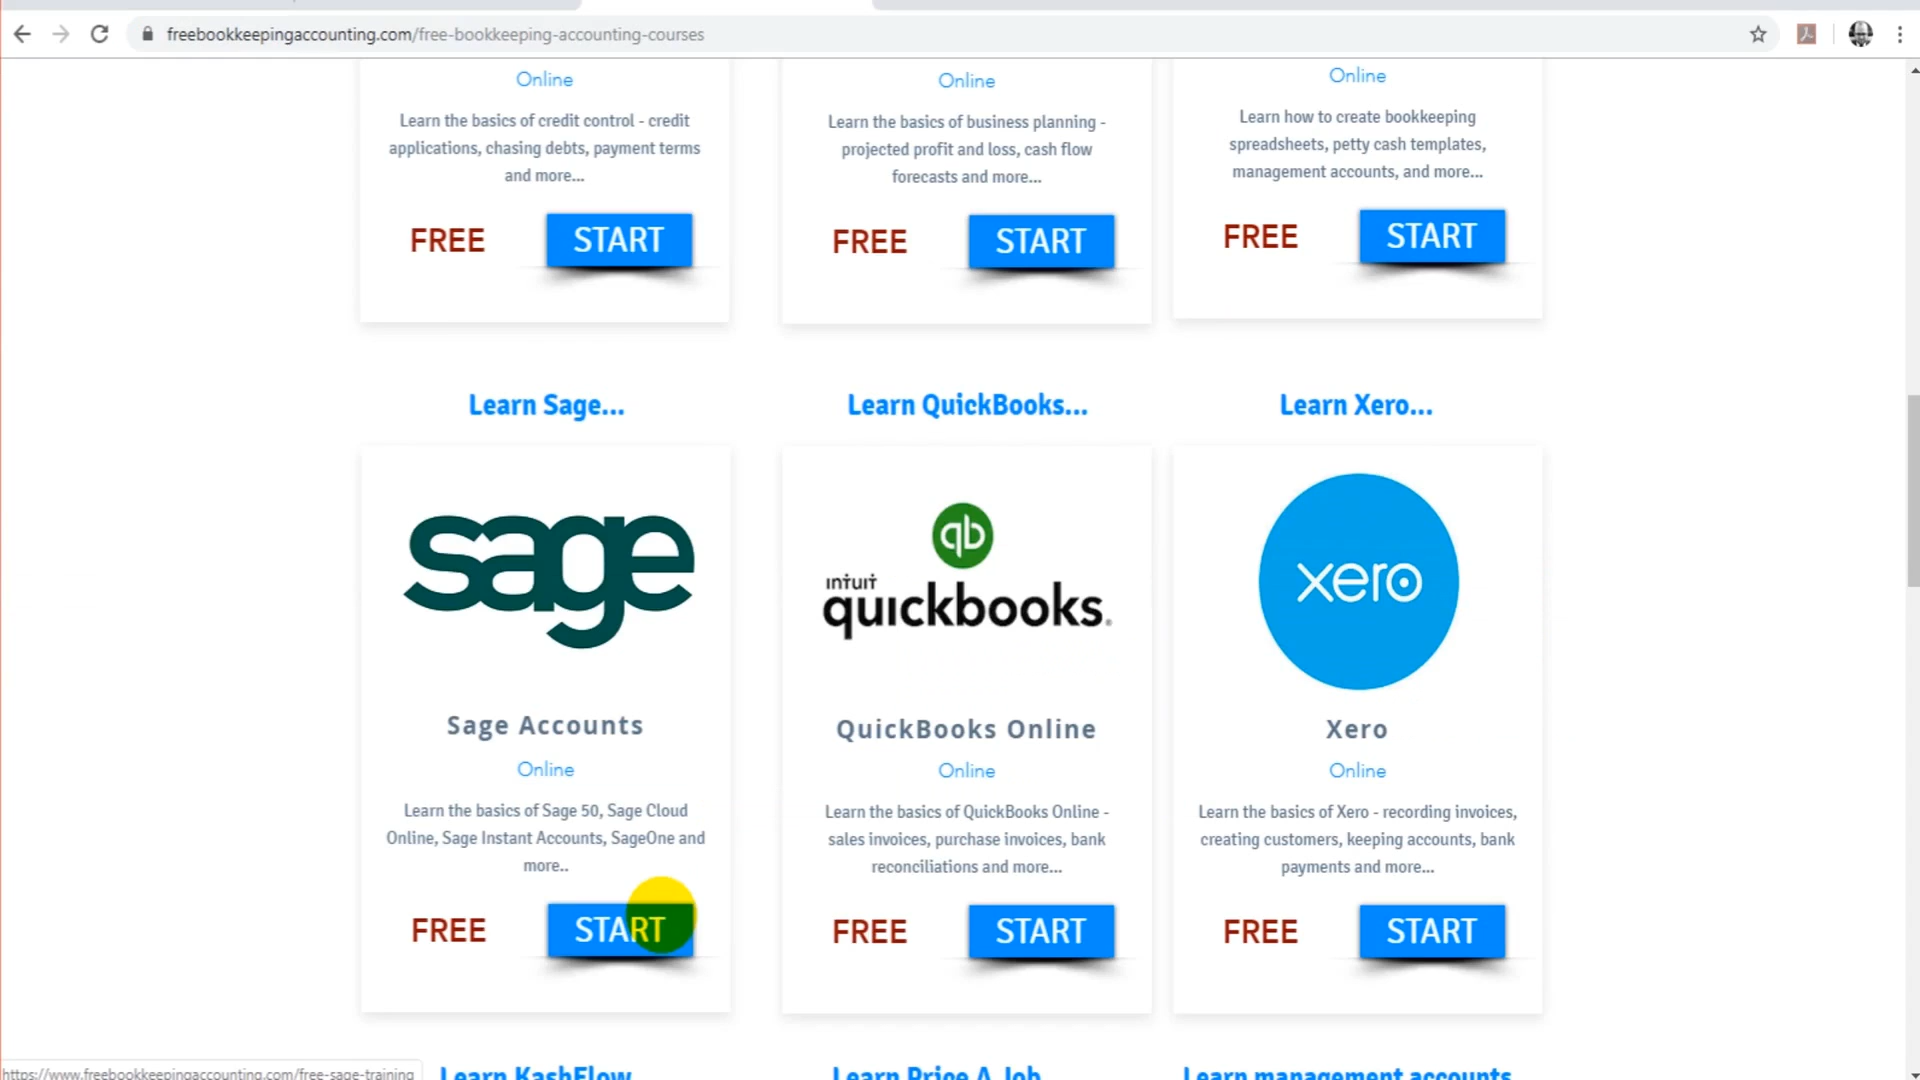 freebookkeepingaccounting.com/free-bookkeeping-accounting-courses
Online
Learn the basics of credit control - credit
applications, chasing debts, payment terms
and more...
FREE
START
Online
Learn the basics of business planning -
projected profit and loss, cash flow
forecasts and more...
FREE
START
Online
Learn how to create bookkeeping
spreadsheets, petty cash templates,
management accounts, and more...
FREE
START
Learn Sage...
sage
Sage Accounts
Online
Learn the basics of Sage 50, Sage Cloud
Online, Sage Instant Accounts, SageOne and
more..
FREE
START
Learn QuickBooks...
qb
intuit
quickbooks.
QuickBooks Online
Online
Learn the basics of QuickBooks Online -
sales invoices, purchase invoices, bank
reconciliations and more...
FREE
START
Learn Xero...
xero
Xero
Online
Learn the basics of Xero - recording invoices,
creating customers, keeping accounts, bank
payments and more...
FREE
START
Learn KashFlow
Learn Price A Job
Learn management accounts
https://www.freebookkeepingaccounting.com/free-sage-training